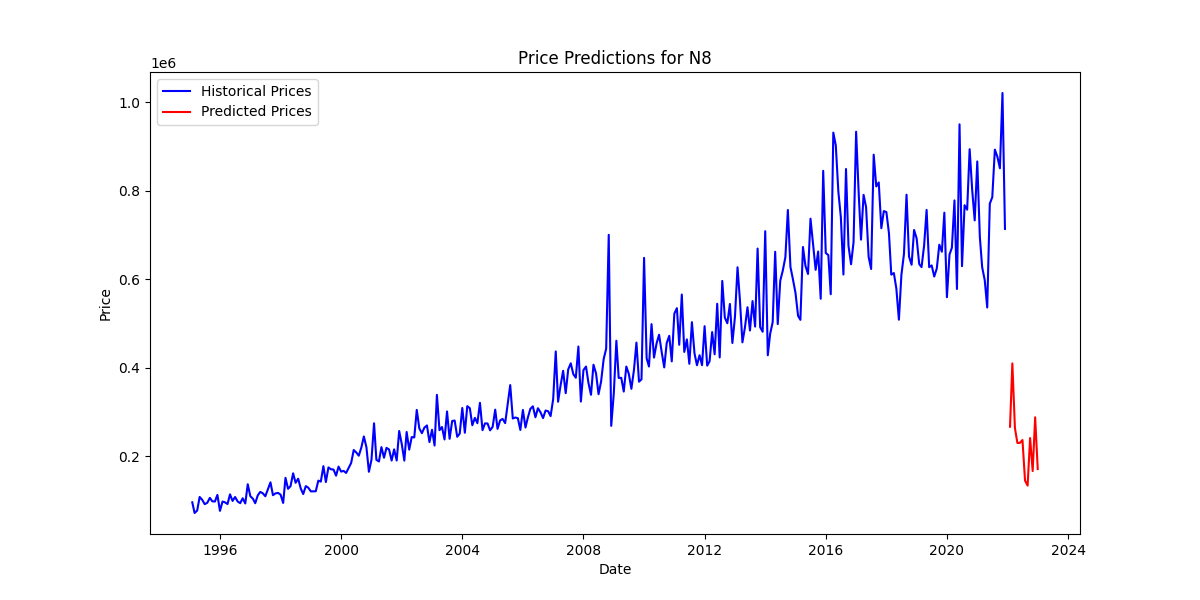 Price Predictions for N8
1e6
Historical Prices
Predicted Prices
1.0
0.8
0.6
0.4
0.2
Price
1996 2000 2004 2008 2012 2016 2020 2024
Date